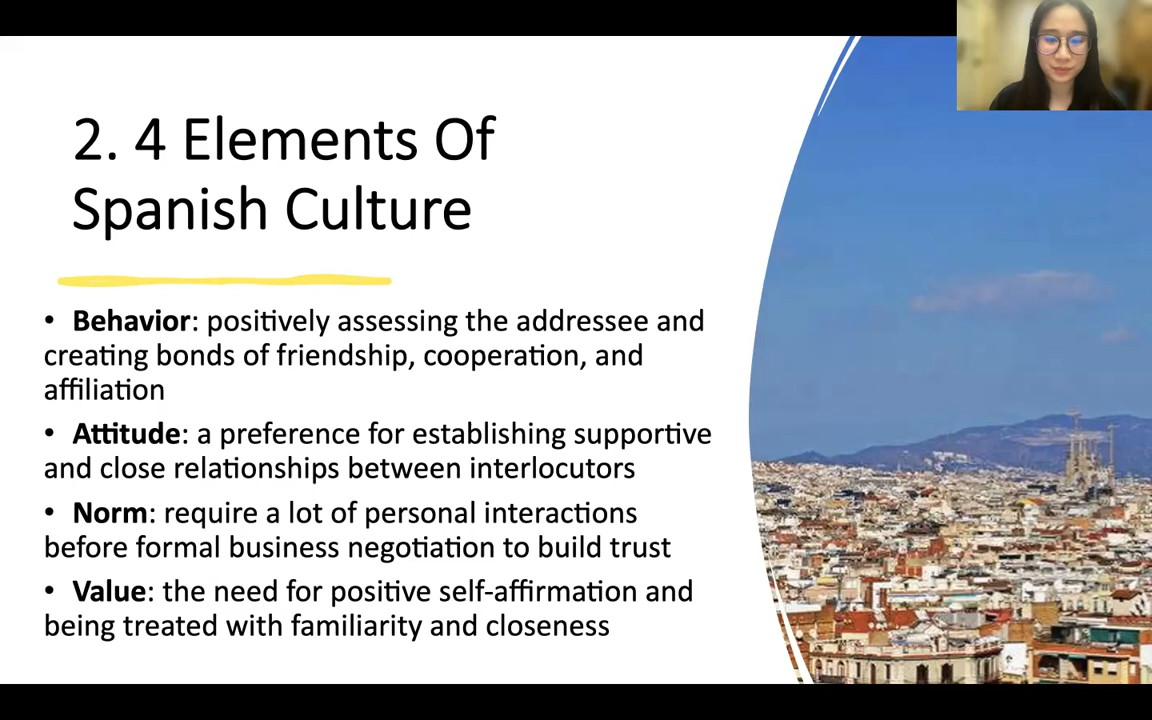 2. 4 Elements Of
Spanish Culture
• Behavior: positively assessing the addressee and
creating bonds of friendship, cooperation, and
affiliation
• Attitude: a preference for establishing supportive
and close relationships between interlocutors
• Norm: require a lot of personal interactions
before formal business negotiation to build trust
• Value: the need for positive self-affirmation and
being treated with familiarity and closeness